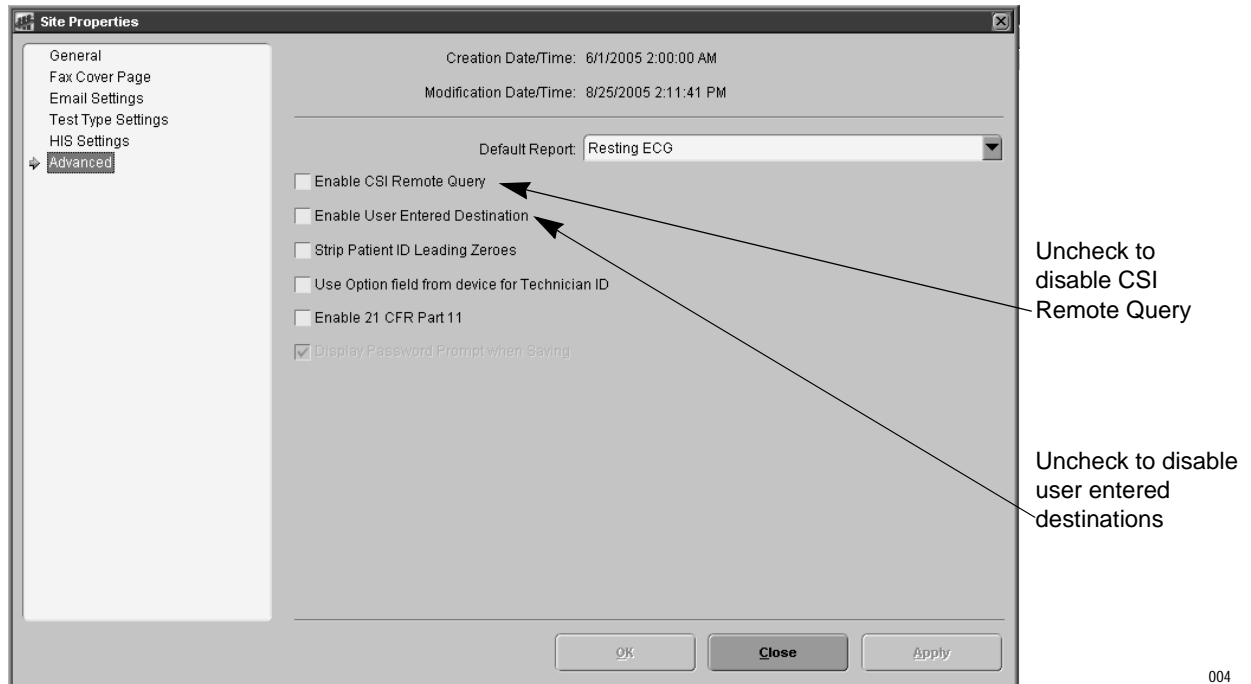 Site Properties
General
Fax Cover Page
Email Settings
Test Type Settings
HIS Settings
Advanced
Creation Date/Time: 6/1/2005 2:00:00 AM
Modification Date/Time: 8/25/2005 2:11:41 PM
Default Report: Resting ECG
Enable CSI Remote Query
Enable User Entered Destination
Strip Patient ID Leading Zeroes
Use Option field from device for Technician ID
Enable 21 CFR Part 11
Display Password Prompt when Saving
OK
Close
Apply
Uncheck to
disable CSI
Remote Query
Uncheck to disable
user entered
destinations
004